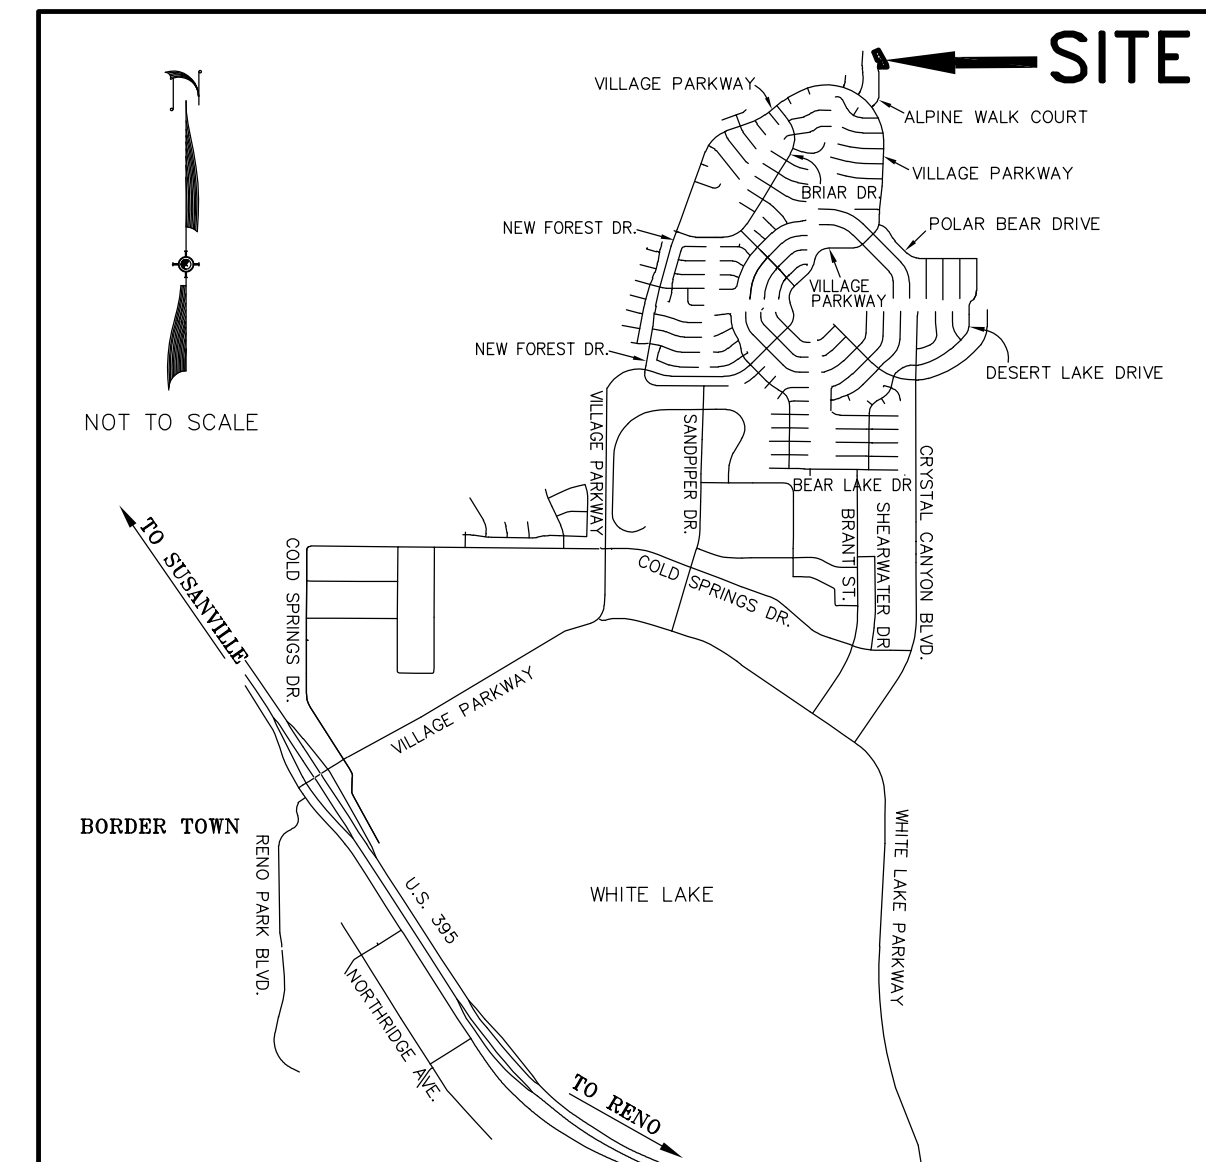 SITE
VILLAGE PARKWAY
ALPINE WALK COURT
VILLAGE PARKWAY
BRIAR DR.
NEW FOREST DR.
POLAR BEAR DRIVE
VILLAGE
PARKWAY
NEW FOREST DR.
DESERT LAKE DRIVE
NOT TO SCALE
VILLAGE PARKWAY
SANDPIPER DR.
CRYSTAL CANYON BLVD.
BEAR LAKE DR
BRANT ST.
SHEARWATER DR
TO SUSANVILLE
COLD SPRINGS DR.
COLD SPRINGS DR.
VILLAGE PARKWAY
BORDER TOWN
RENO PARK BLVD.
U.S. 395
WHITE LAKE
WHITE LAKE PARKWAY
NORTHRIDGE AVE.
TO RENO